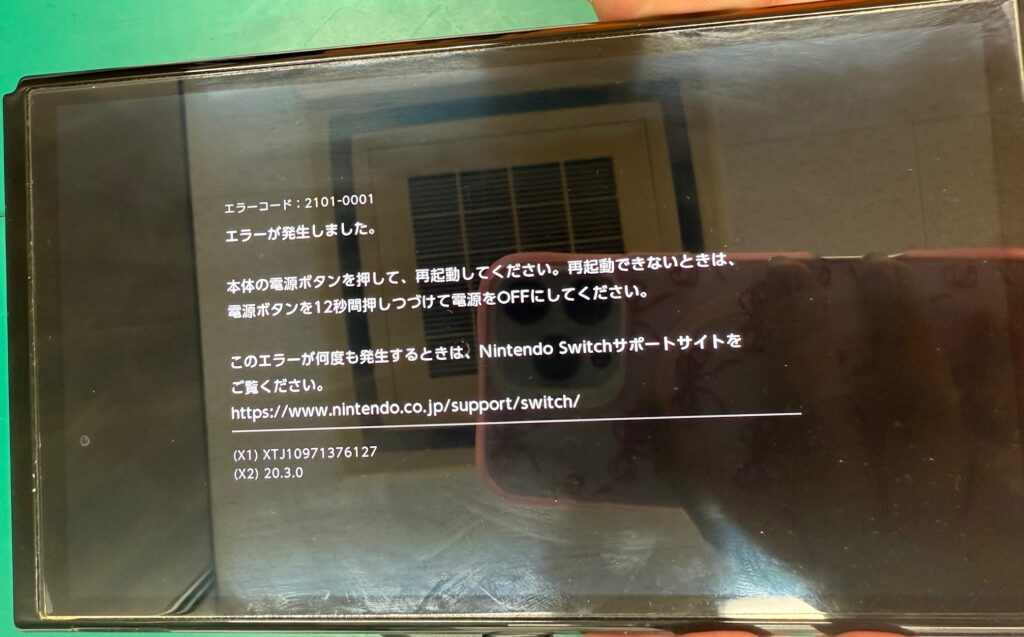 エラーコード：2101-0001
エラーが発生しました。
本体の電源ボタンを押して、再起動してください。再起動できないときは、
電源ボタンを12秒間押しつづけて電源をOFFにしてください。
このエラーが何度も発生するときは、Nintendo Switchサポートサイトを
ご覧ください。
https://www.nintendo.co.jp/support/switch/
(X1) XTJ10971376127
(X2) 20.3.0